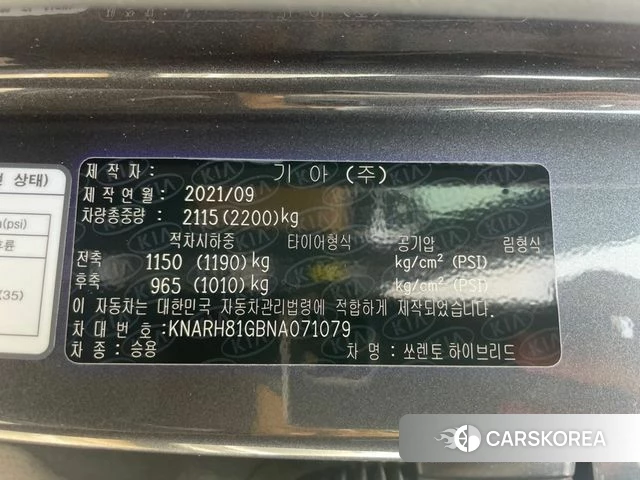 제작자: 기아 (주)
제작연월: 2021/09
차량총중량: 2115(2200)kg
적차시하중 타이어형식 공기압 림형식
전축 1150 (1190)kg kg/cm² (PSI)
후축 965 (1010)kg kg/cm² (PSI)
이 자동차는 대한민국 자동차관리법령에 적합하게 제작되었습니다.
차대번호:KNARH81GBNA071079
차종: 승용 차명: 쏘렌토 하이브리드
상태)
(psi)
(35)
CARSKOREA